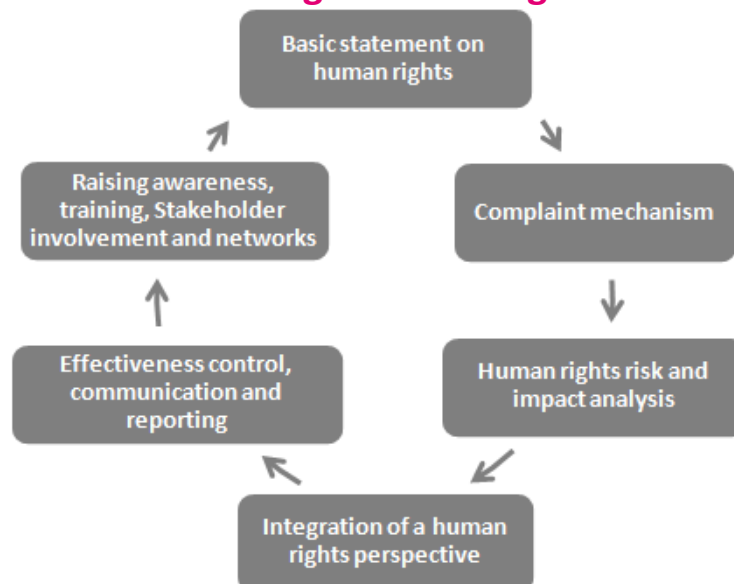 Basic statement on
human rights
Complaint mechanism
Human rights risk and
impact analysis
Integration of a human
rights perspective
Effectiveness control,
communication and
reporting
Raising awareness,
training, Stakeholder
involvement and networks